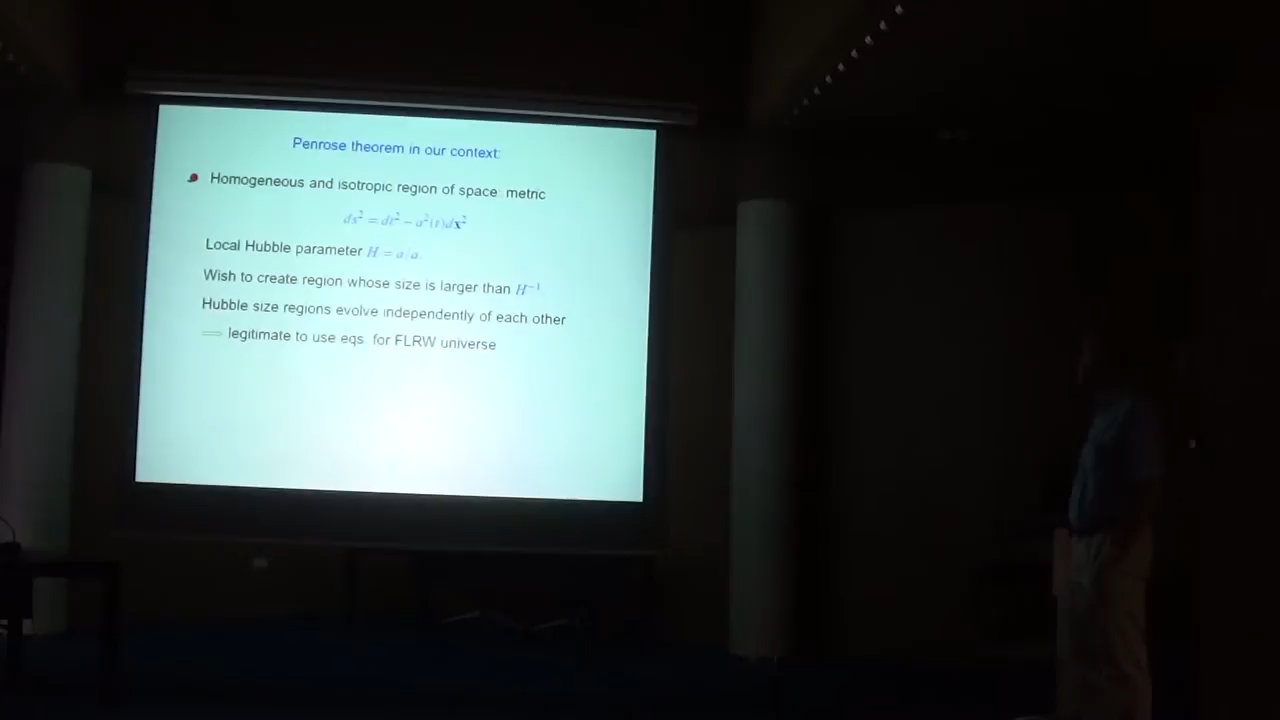 Penrose theorem in our context:
Homogeneous and isotropic region of space: metric
ds² = dt² − a²(t)dx²
Local Hubble parameter H = ȧ/a.
Wish to create region whose size is larger than H⁻¹
Hubble size regions evolve independently of each other
⟹ legitimate to use eqs. for FLRW universe